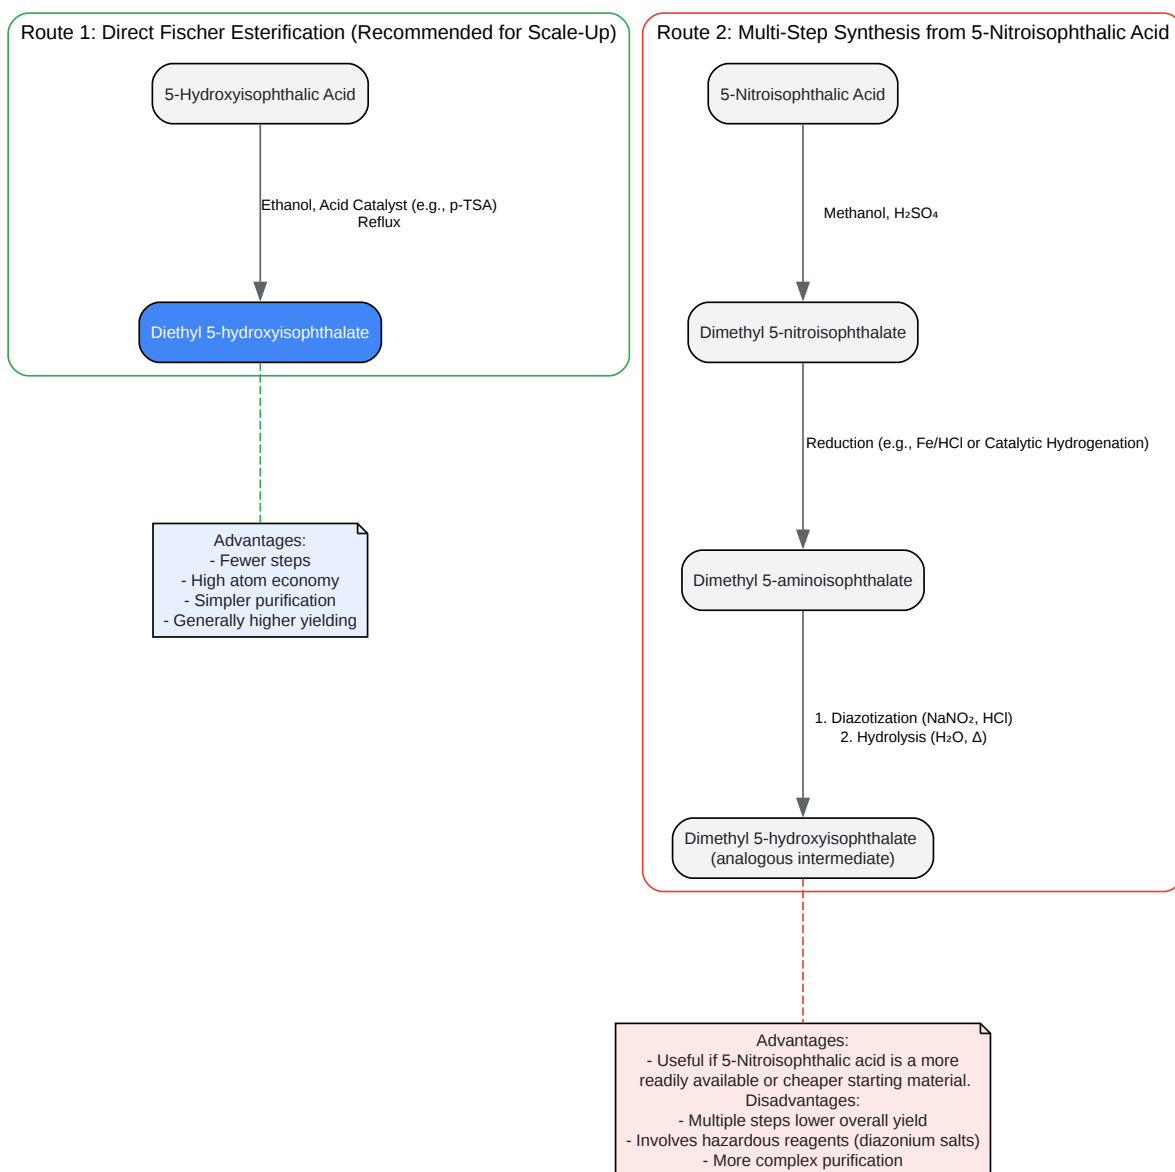 Route 1: Direct Fischer Esterification (Recommended for Scale-Up)
5-Hydroxyisophthalic Acid
Ethanol, Acid Catalyst (e.g., p-TSA)
Reflux
Diethyl 5-hydroxyisophthalate
Advantages:
- Fewer steps
- High atom economy
- Simpler purification
- Generally higher yielding
Route 2: Multi-Step Synthesis from 5-Nitroisophthalic Acid
5-Nitroisophthalic Acid
Methanol, H₂SO₄
Dimethyl 5-nitroisophthalate
Reduction (e.g., Fe/HCl or Catalytic Hydrogenation)
Dimethyl 5-aminoisophthalate
1. Diazotization (NaNO₂, HCl)
2. Hydrolysis (H₂O, Δ)
Dimethyl 5-hydroxyisophthalate
(analogous intermediate)
Advantages:
- Useful if 5-Nitroisophthalic acid is a more
readily available or cheaper starting material.
Disadvantages:
- Multiple steps lower overall yield
- Involves hazardous reagents (diazonium salts)
- More complex purification